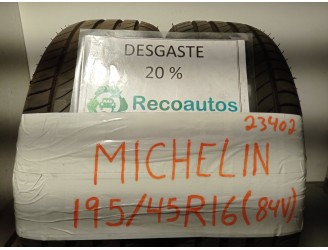 DESGASTE
20 %
Recoautos
23402
MICHELIN
195/45R16(84V)